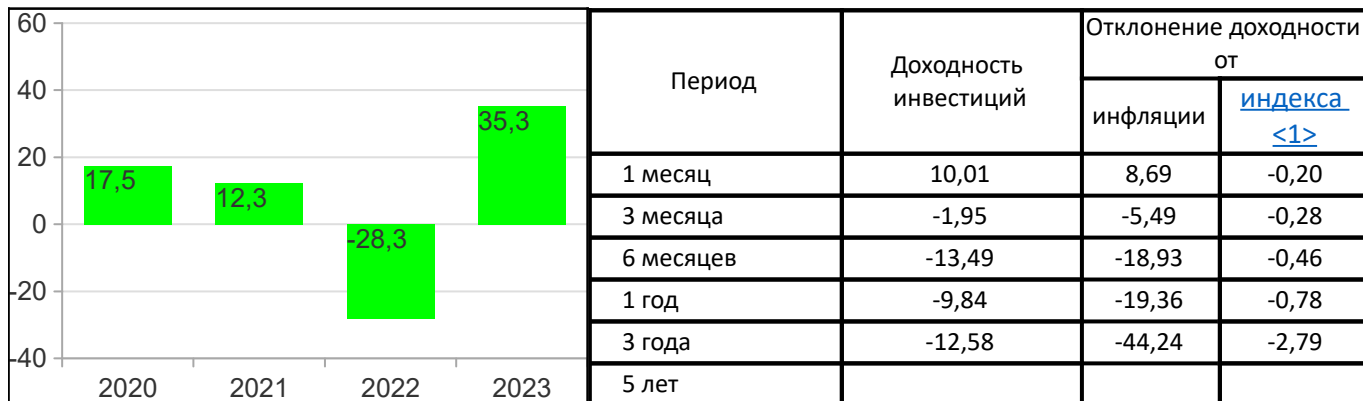 60
40
20
0
-20
-40
17,5
12,3
-28,3
35,3
2020 2021 2022 2023
Период
Доходность
инвестиций
Отклонение доходности
от
инфляции
индекса
<1>
1 месяц 10,01 8,69 -0,20
3 месяца -1,95 -5,49 -0,28
6 месяцев -13,49 -18,93 -0,46
1 год -9,84 -19,36 -0,78
3 года -12,58 -44,24 -2,79
5 лет